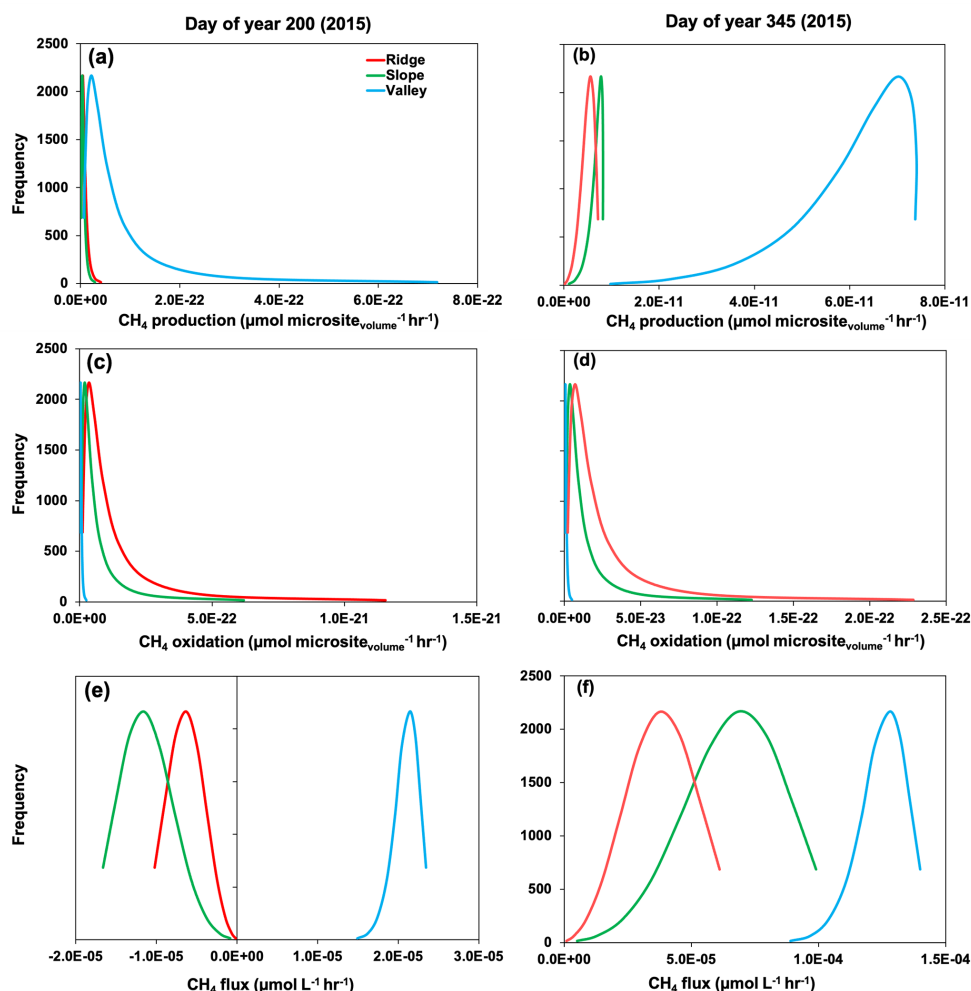 Day of year 200 (2015)
Day of year 345 (2015)
(a)
Ridge
Slope
Valley
Frequency
2500
2000
1500
1000
500
0
0.0E+00 2.0E-22 4.0E-22 6.0E-22 8.0E-22
CH₄ production (µmol microsite_volume⁻¹ hr⁻¹)
(b)
0.0E+00 2.0E-11 4.0E-11 6.0E-11 8.0E-11
CH₄ production (µmol microsite_volume⁻¹ hr⁻¹)
(c)
Frequency
2500
2000
1500
1000
500
0
0.0E+00 5.0E-22 1.0E-21 1.5E-21
CH₄ oxidation (µmol microsite_volume⁻¹ hr⁻¹)
(d)
0.0E+00 5.0E-23 1.0E-22 1.5E-22 2.0E-22 2.5E-22
CH₄ oxidation (µmol microsite_volume⁻¹ hr⁻¹)
(e)
Frequency
-2.0E-05 -1.0E-05 0.0E+00 1.0E-05 2.0E-05 3.0E-05
CH₄ flux (µmol L⁻¹ hr⁻¹)
(f)
2500
2000
1500
1000
500
0
0.0E+00 5.0E-05 1.0E-04 1.5E-04
CH₄ flux (µmol L⁻¹ hr⁻¹)